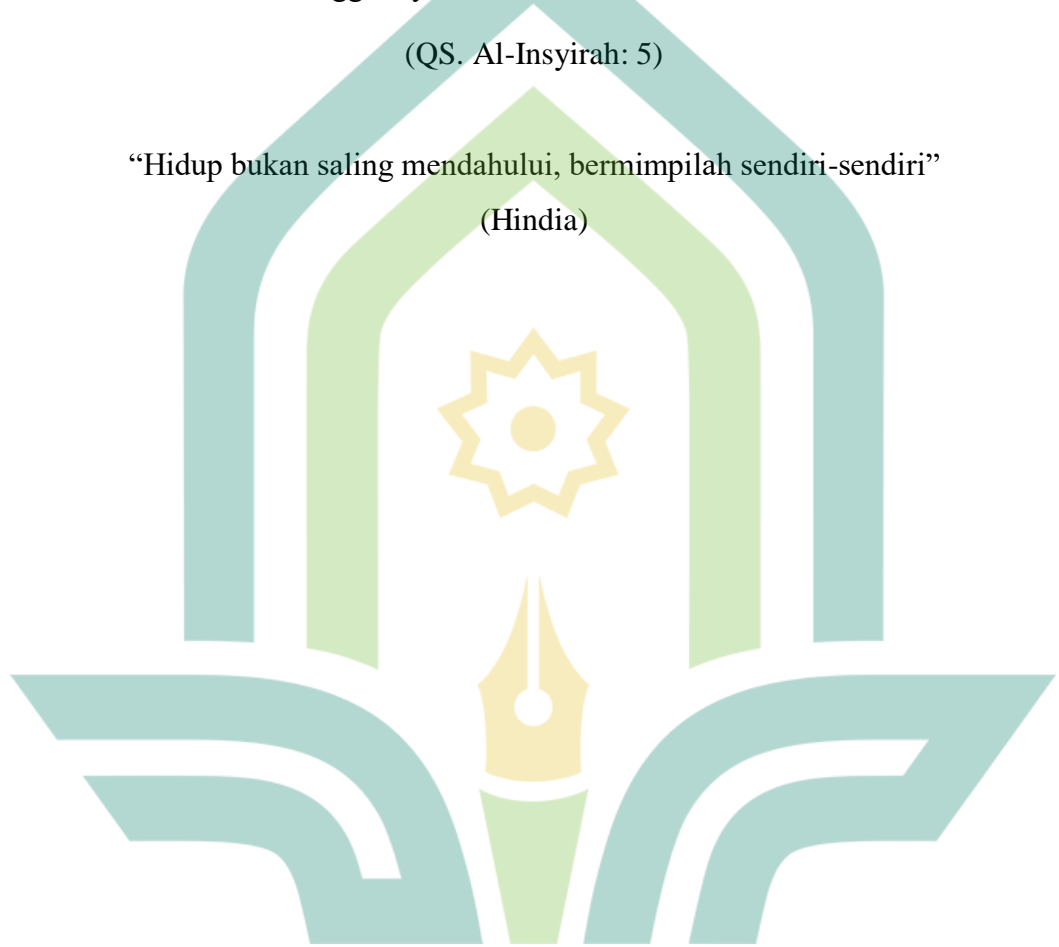 (QS. Al-Insyirah: 5)
“Hidup bukan saling mendahului, bermimpilah sendiri-sendiri”
(Hindia)